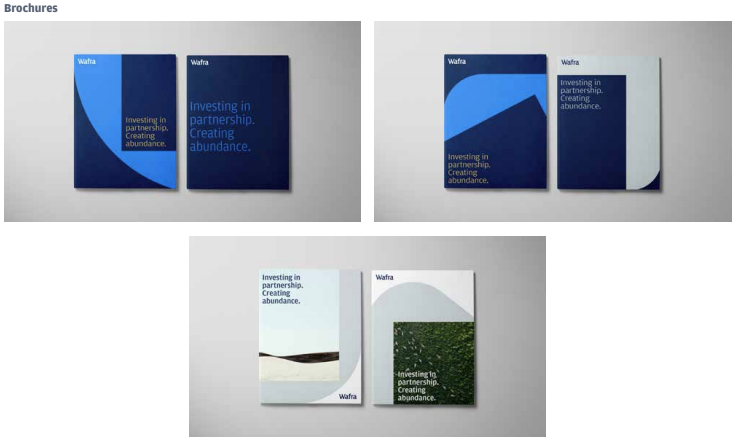 Brochures
Wafra
Investing in
partnership.
Creating
abundance.
Wafra
Investing in
partnership.
Creating
abundance.
Wafra
Investing in
partnership.
Creating
abundance.
Wafra
Investing in
partnership.
Creating
abundance.
Investing in
partnership.
Creating
abundance.
Wafra
Wafra
Investing in
partnership.
Creating
abundance.